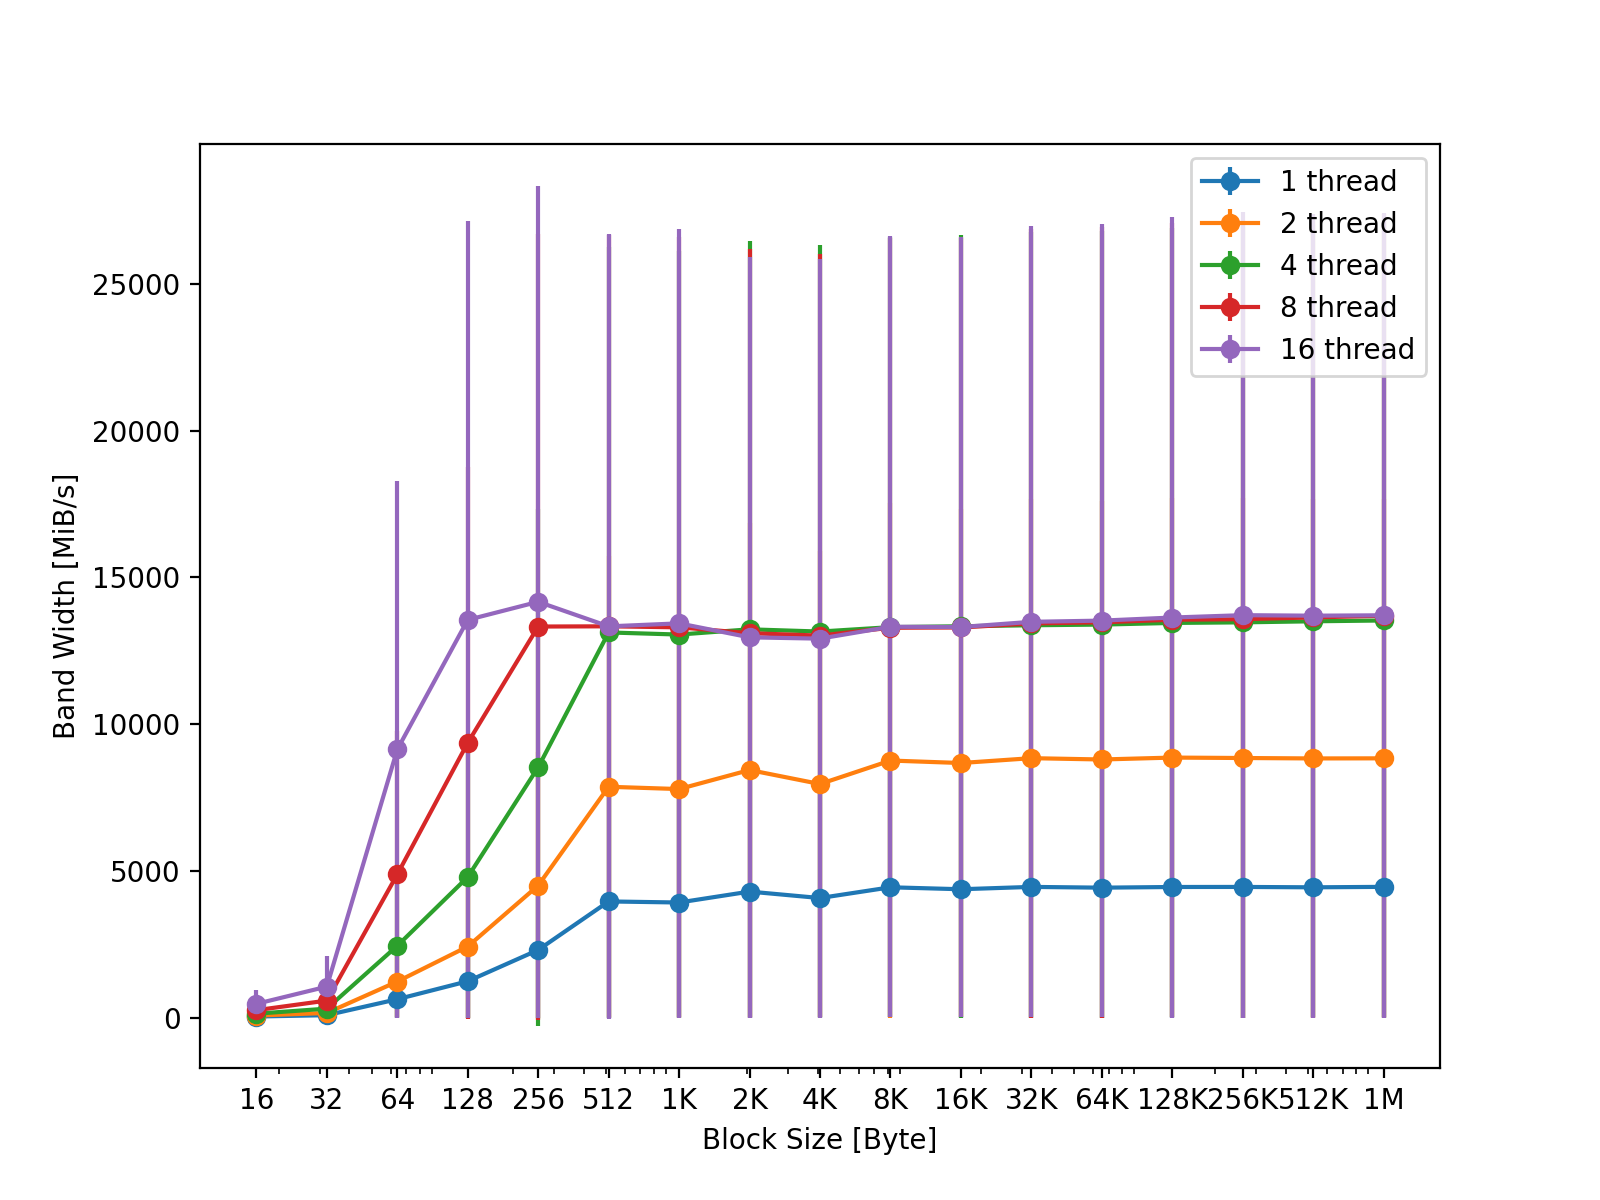 1 thread
2 thread
4 thread
8 thread
16 thread
25000
20000
15000
10000
5000
0
Band Width [MiB/s]
16 32 64 128 256 512 1K 2K 4K 8K 16K 32K 64K 128K 256K 512K 1M
Block Size [Byte]